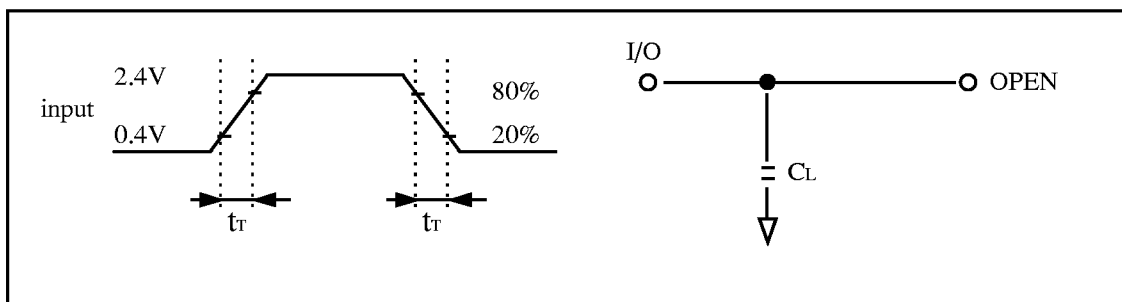 2.4V
input
0.4V
80%
20%
tT
tT
I/O
OPEN
CL